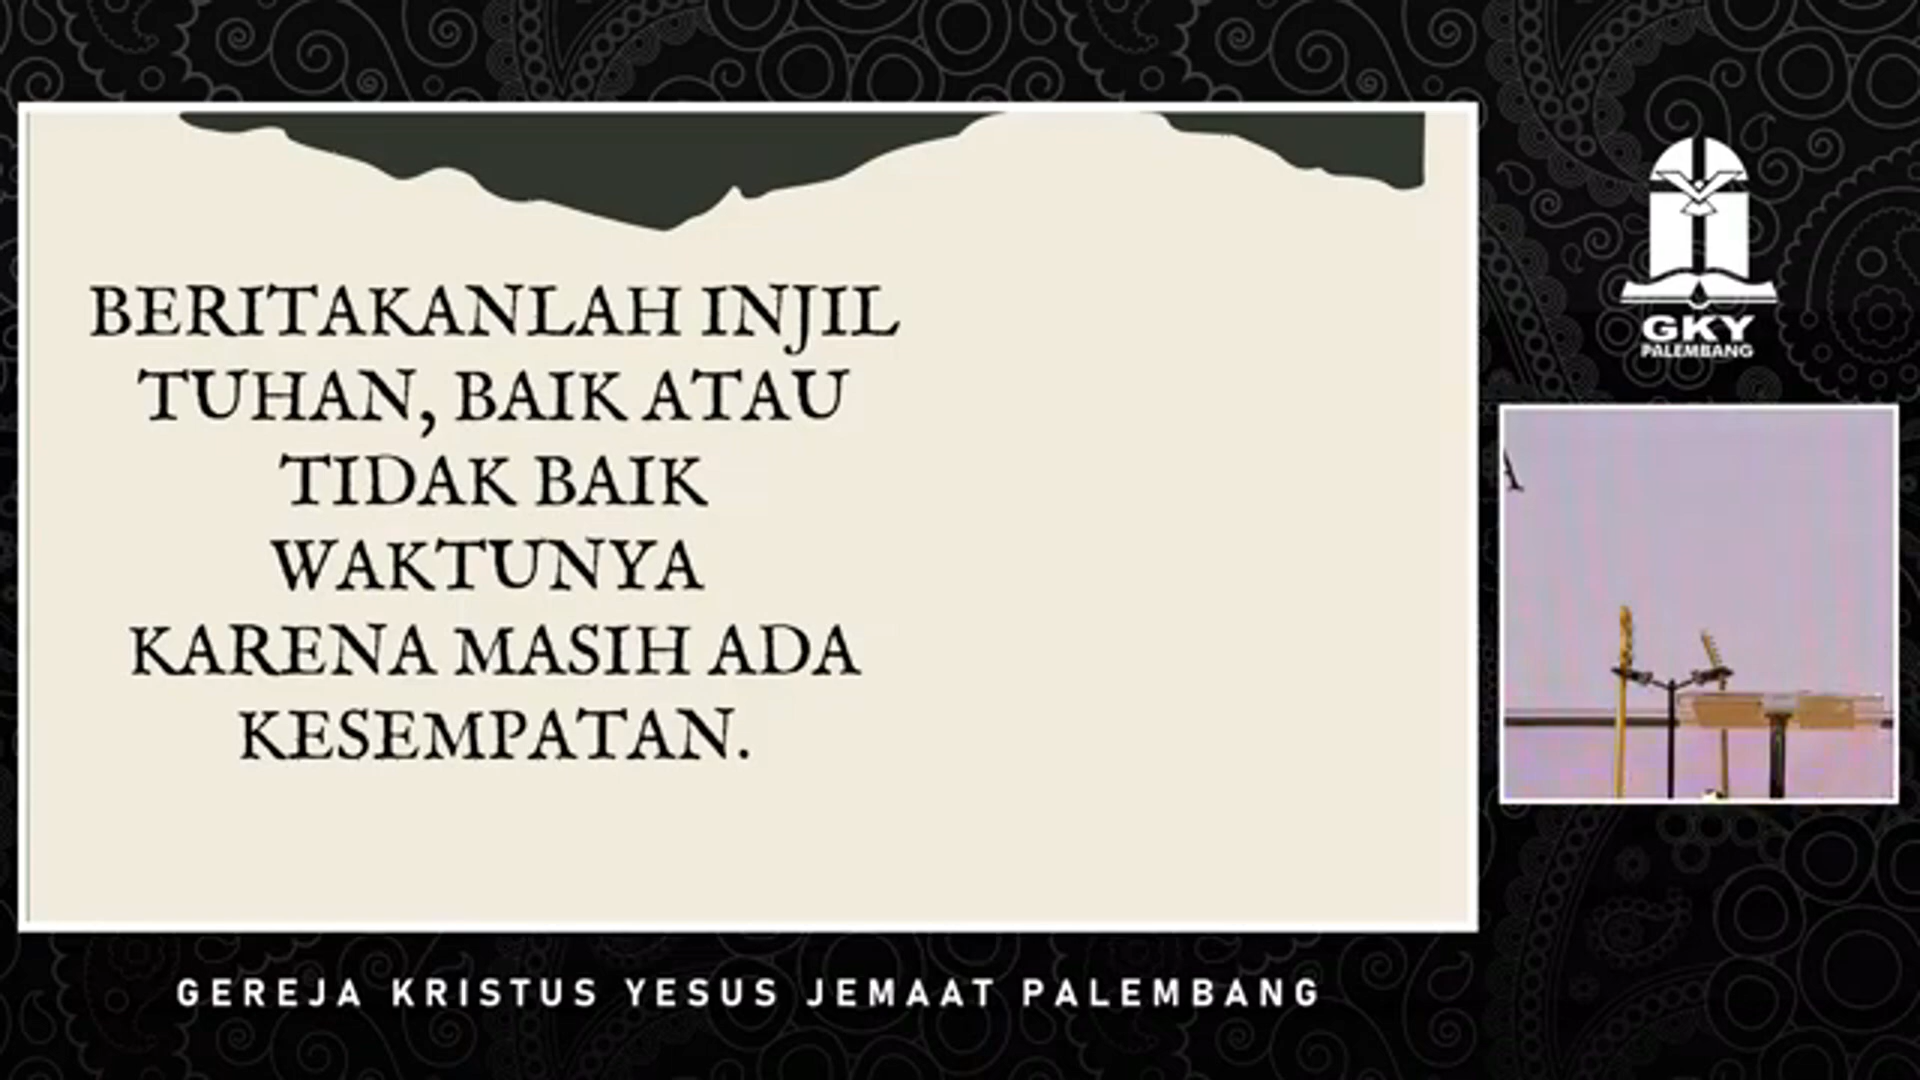 BERITAKANLAH INJIL
TUHAN, BAIK ATAU
TIDAK BAIK
WAKTUNYA
KARENA MASIH ADA
KESEMPATAN.
GKY
PALEMBANG
GEREJA KRISTUS YESUS JEMAAT PALEMBANG